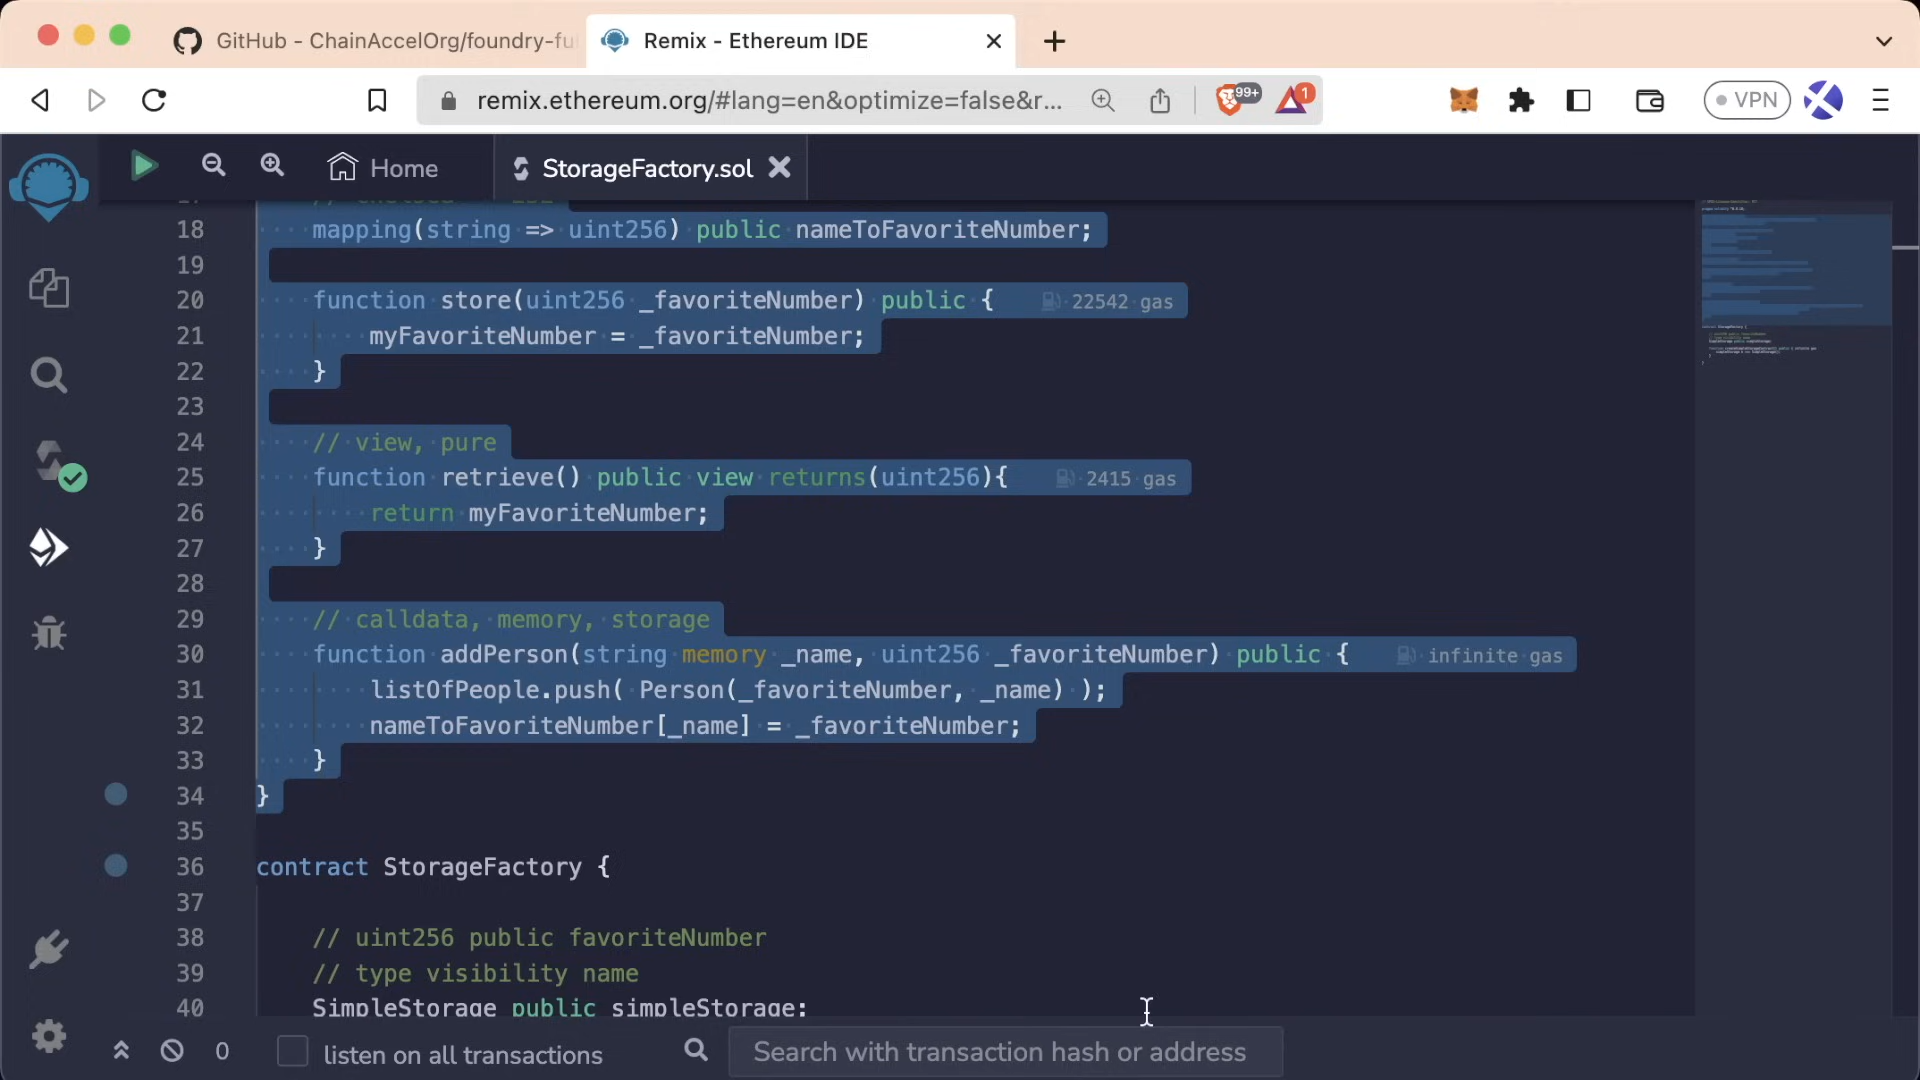 GitHub - ChainAccelOrg/foundry-fu
Remix - Ethereum IDE
remix.ethereum.org/#lang=en&optimize=false&r...
99+
1
VPN
Home
StorageFactory.sol
18 mapping(string => uint256) public nameToFavoriteNumber;
19
20 function store(uint256 _favoriteNumber) public { 22542 gas
21 myFavoriteNumber = _favoriteNumber;
22 }
23
24 // view, pure
25 function retrieve() public view returns(uint256){ 2415 gas
26 return myFavoriteNumber;
27 }
28
29 // calldata, memory, storage
30 function addPerson(string memory _name, uint256 _favoriteNumber) public { infinite gas
31 listOfPeople.push( Person(_favoriteNumber, _name) );
32 nameToFavoriteNumber[_name] = _favoriteNumber;
33 }
34 }
35
36 contract StorageFactory {
37
38 // uint256 public favoriteNumber
39 // type visibility name
40 SimpleStorage public simpleStorage;
0
listen on all transactions
Search with transaction hash or address